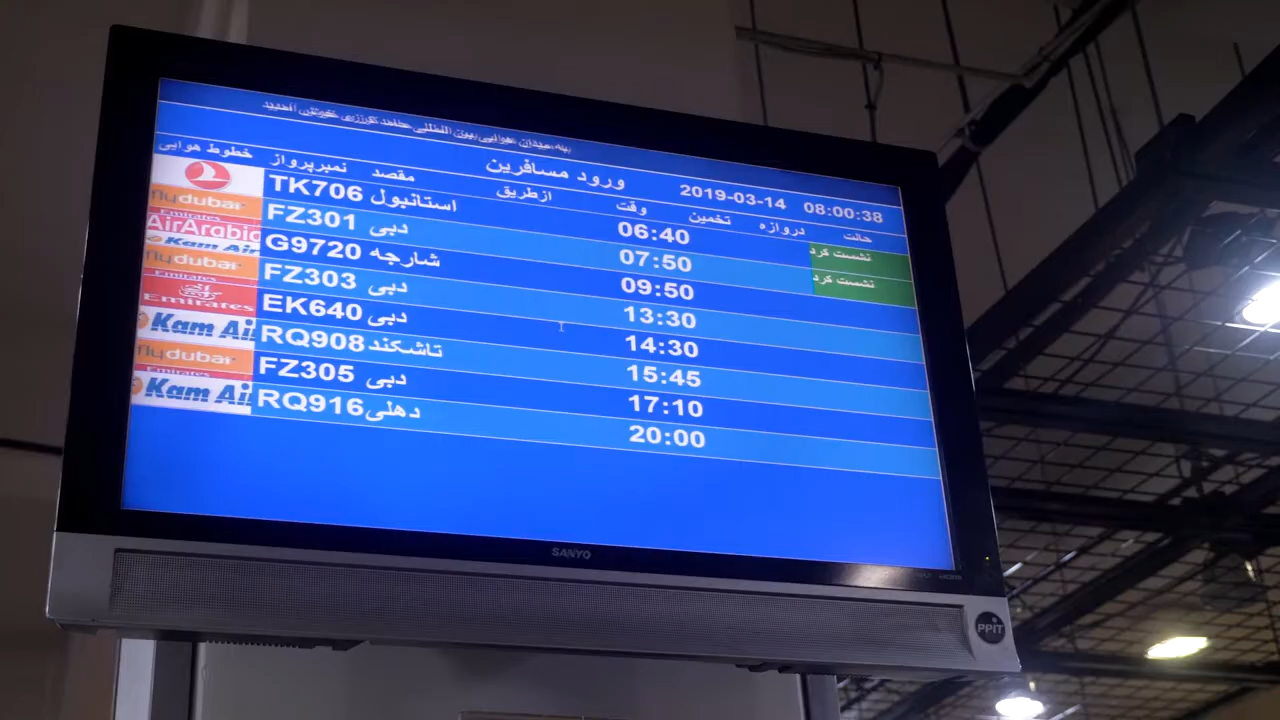 به میدان هوایی بین المللی حامد کرزی خوش آمدید
ورود مسافرین 2019-03-14 08:00:38
خطوط هوایی نمبرپرواز مقصد ازطریق وقت تخمین دروازه حالت
TK706 استانبول 06:40 نشست کرد
flydubai Emirates FZ301 دبی 07:50 نشست کرد
AirArabia Kam Air G9720 شارجه 09:50
flydubai Emirates FZ303 دبی 13:30
Emirates EK640 دبی 14:30
Kam Air RQ908 تاشکند 15:45
flydubai Emirates FZ305 دبی 17:10
Kam Air RQ916 دهلی 20:00
SANYO
PPIT